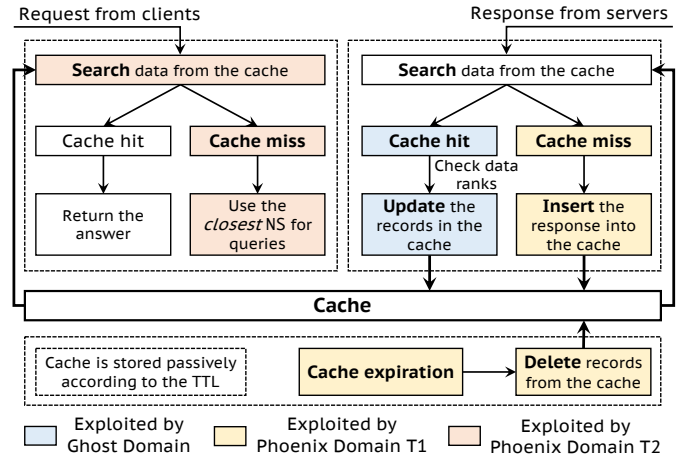 Request from clients
Response from servers
Search data from the cache
Cache hit
Cache miss
Return the
answer
Use the
closest NS for
queries
Search data from the cache
Cache hit
Cache miss
Check data
ranks
Update the
records in the
cache
Insert the
response into
the cache
Cache
Cache is stored passively
according to the TTL
Cache expiration
Delete records
from the cache
Exploited by
Ghost Domain
Exploited by
Phoenix Domain T1
Exploited by
Phoenix Domain T2